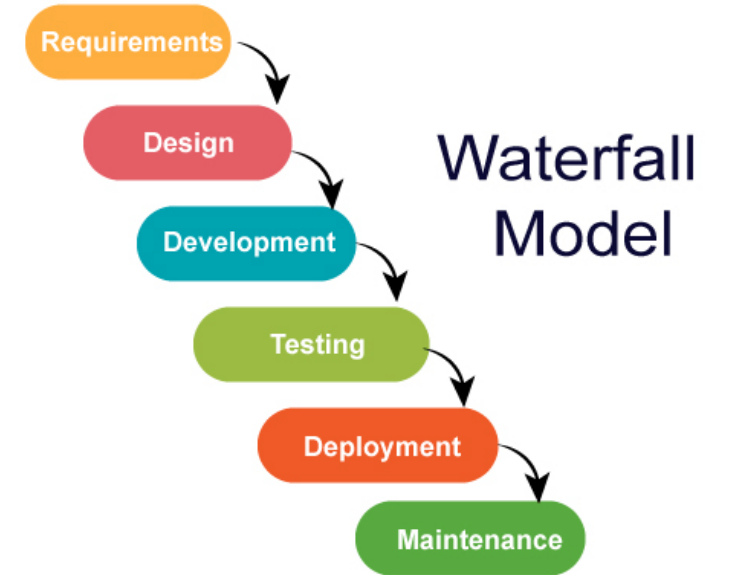 Requirements
Design
Waterfall
Model
Development
Testing
Deployment
Maintenance